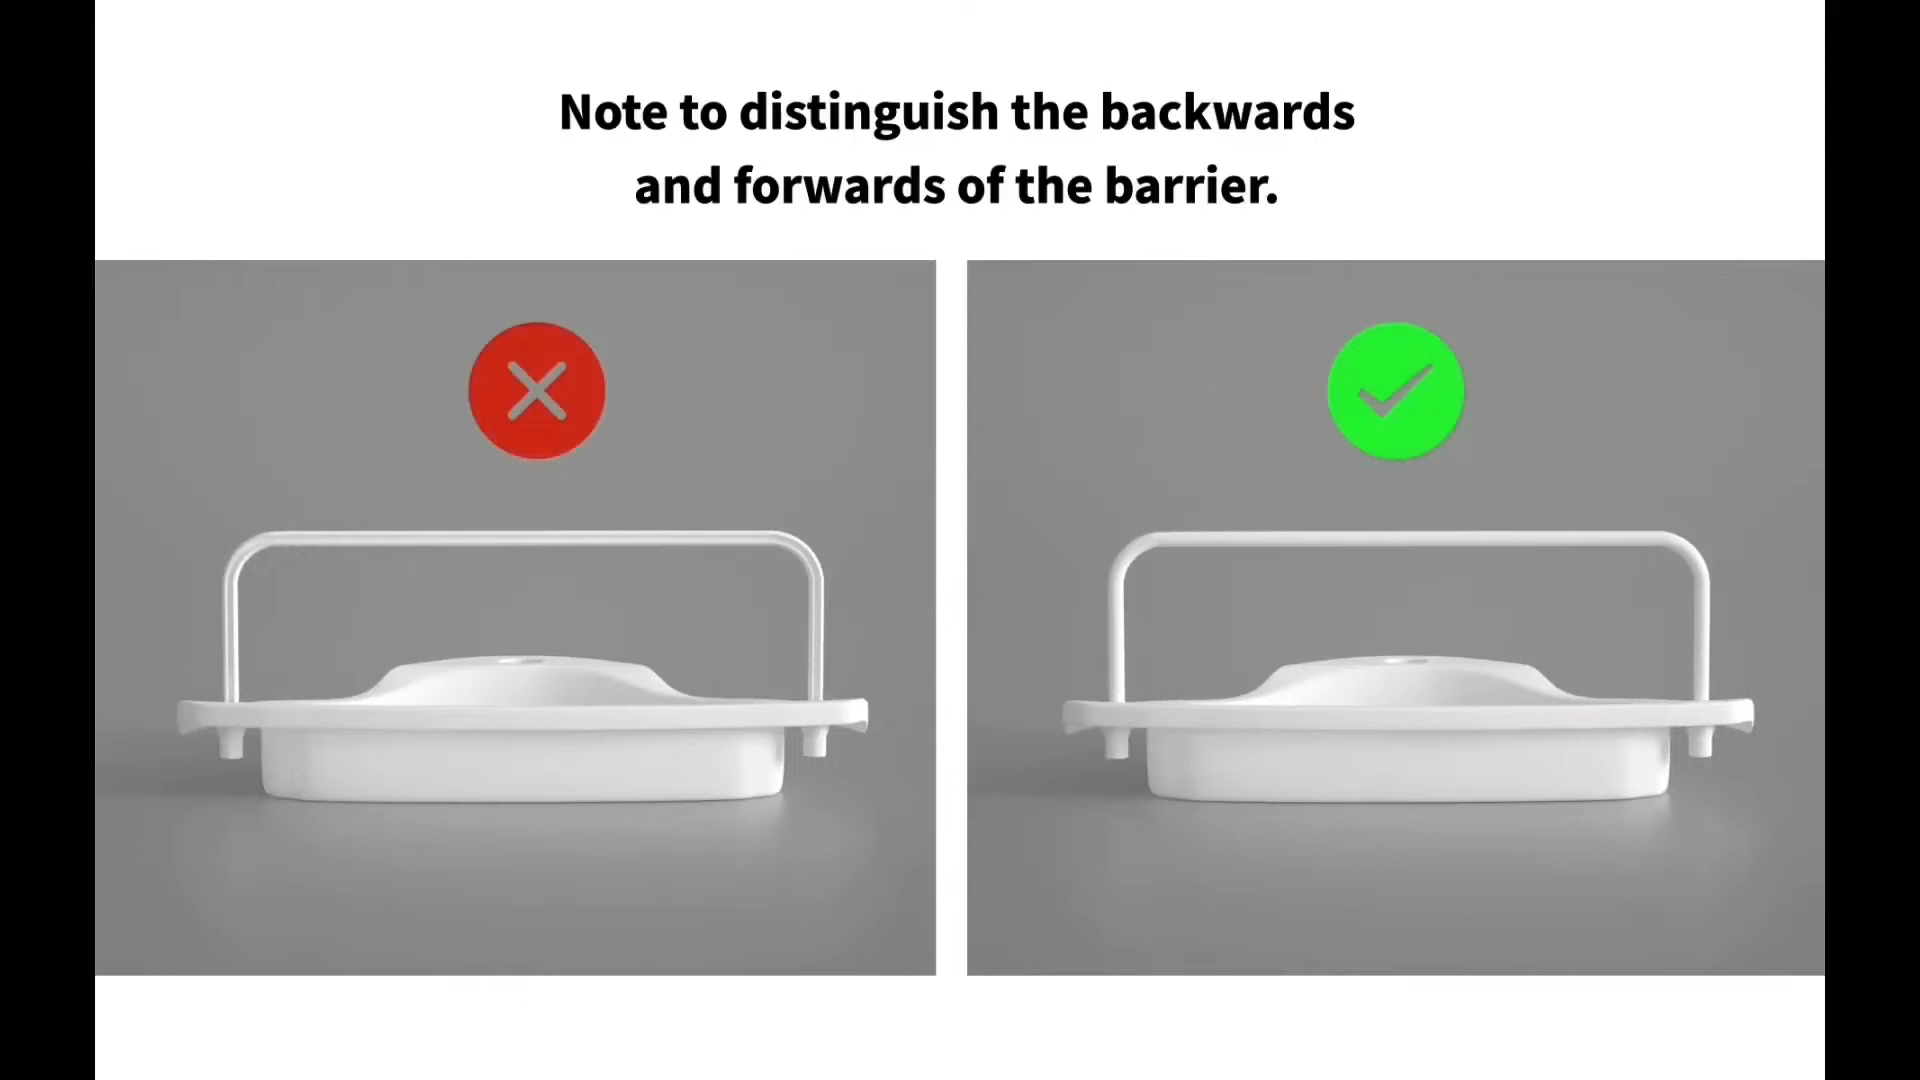 Note to distinguish the backwards
and forwards of the barrier.